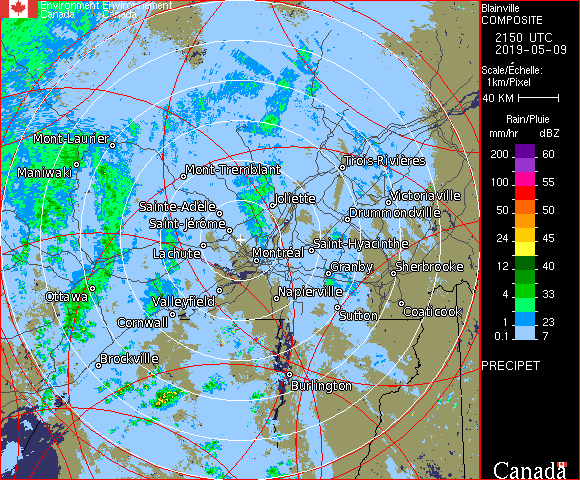 Environment Environnement
Canada Canada
Mont-Laurier
Maniwaki
Mont-Tremblant
Trois-Rivières
Sainte-Adèle
Joliette
Victoriaville
Drummondville
Saint-Jérôme
Lachute
Montréal
Saint-Hyacinthe
Granby
Sherbrooke
Ottawa
Valleyfield
Napierville
Cornwall
Sutton
Coaticook
Brockville
Burlington
Blainville
COMPOSITE
2150 UTC
2019-05-09
Scale/Échelle:
1km/Pixel
40 KM
Rain/Pluie
mm/hr dBZ
200 60
100 55
50 50
24 45
12 40
4 33
1 23
0.1 7
PRECIPET
Canada